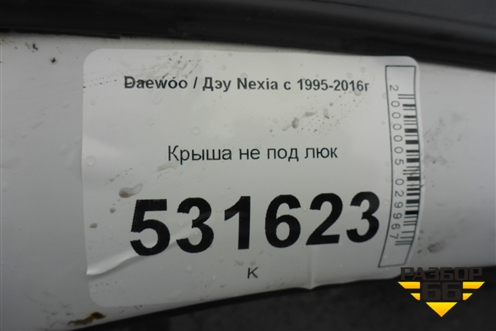 Daewoo / Дэу Nexia с 1995-2016г
Крыша не под люк
531623
К
2000005029967
РАЗБОР
66